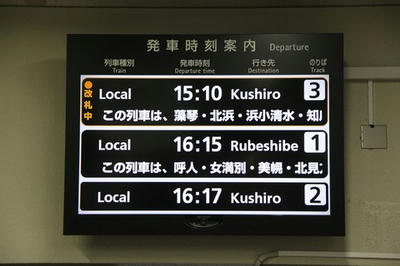 発車時刻案内 Departure
列車種別 発車時刻 行き先 のりば
Train Departure time Destination Track
改札中
Local 15:10 Kushiro 3
この列車は、藻琴・北浜・浜小清水・知
Local 16:15 Rubeshibe 1
この列車は、呼人・女満別・美幌・北見
Local 16:17 Kushiro 2